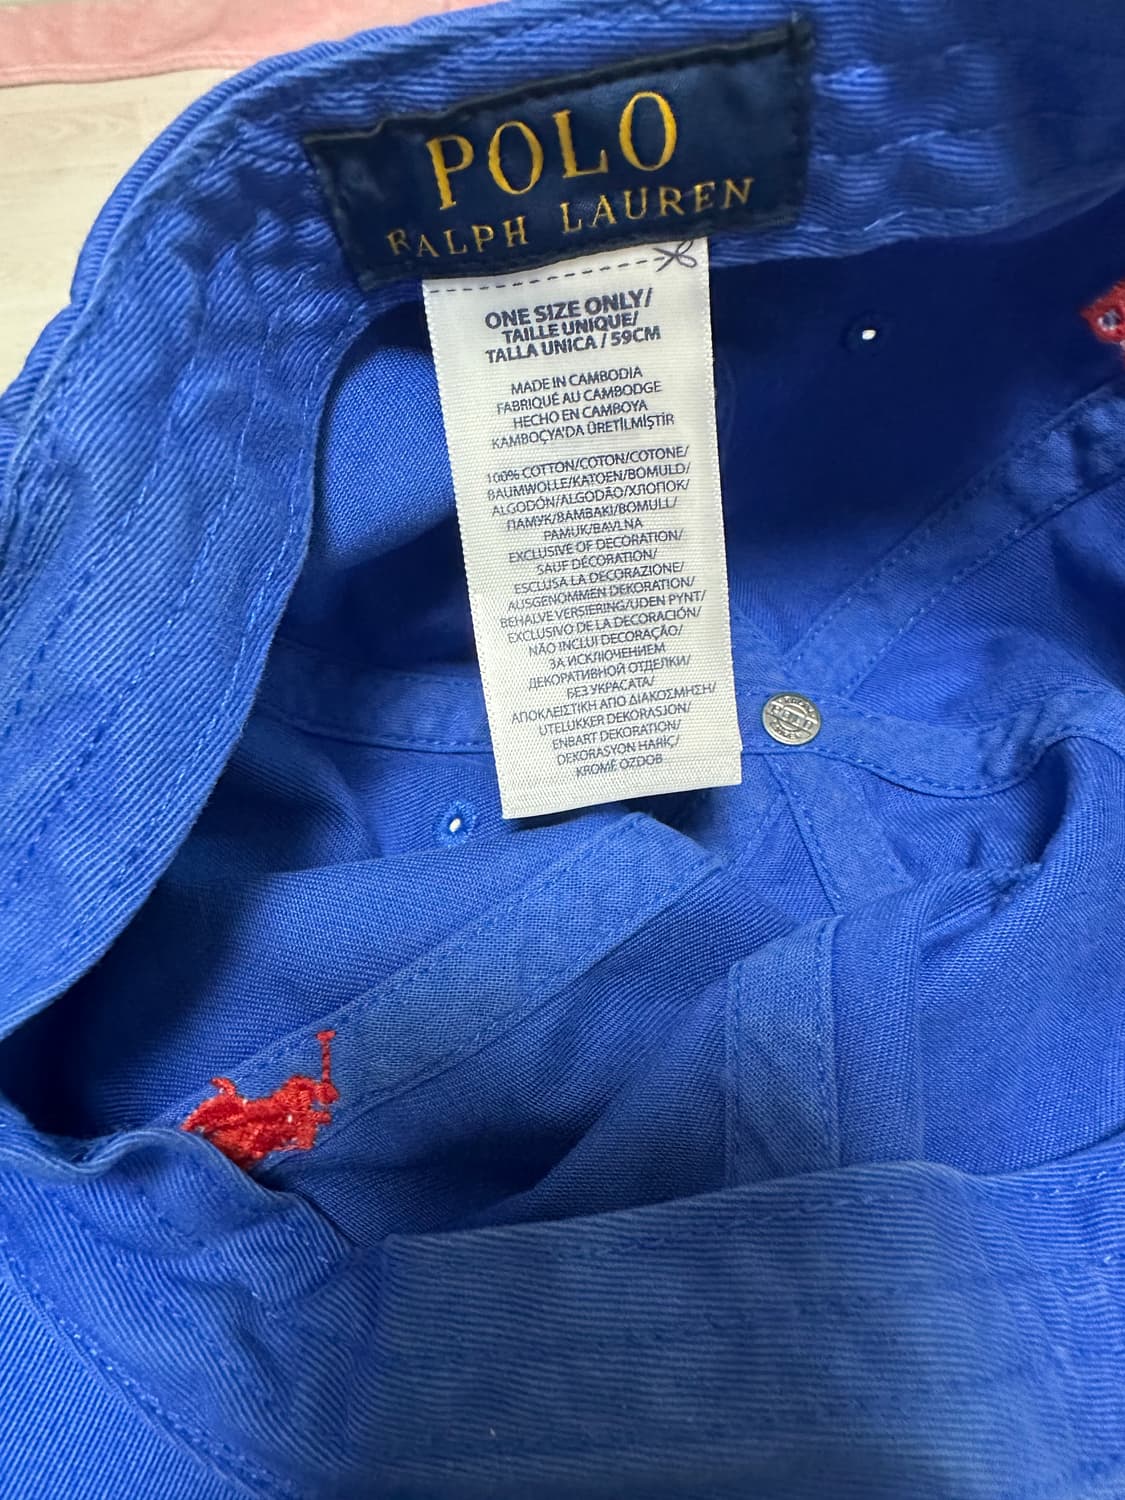 POLO
RALPH LAUREN
ONE SIZE ONLY/
TAILLE UNIQUE/
TALLA UNICA / 59CM
MADE IN CAMBODIA
FABRIQUÉ AU CAMBODGE
HECHO EN CAMBOYA
KAMBOÇYA'DA ÜRETİLMİŞTİR
100% COTTON/COTON/COTONE/
BAUMWOLLE/KATOEN/BOMULD/
ALGODÓN/ALGODÃO/ХЛОПОК/
ПАМУК/ΒΑΜΒΑΚΙ/BOMULL/
PAMUK/BAVLNA
EXCLUSIVE OF DECORATION/
SAUF DÉCORATION/
ESCLUSA LA DECORAZIONE/
AUSGENOMMEN DEKORATION/
BEHALVE VERSIERING/UDEN PYNT/
EXCLUSIVO DE LA DECORACIÓN/
NÃO INCLUI DECORAÇÃO/
ЗА ИСКЛЮЧЕНИЕМ
ДЕКОРАТИВНОЙ ОТДЕЛКИ/
БЕЗ УКРАСАТА/
ΑΠΟΚΛΕΙΣΤΙΚΗ ΑΠΟ ΔΙΑΚΟΣΜΗΣΗ/
UTELUKKER DEKORASJON/
ENBART DEKORATION/
DEKORASYON HARİÇ/
KROMĚ OZDOB
POLO